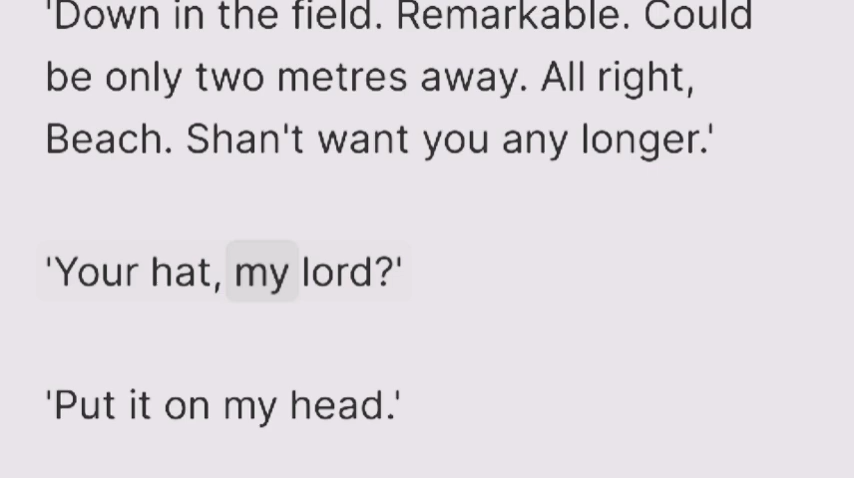 'Down in the field. Remarkable. Could
be only two metres away. All right,
Beach. Shan't want you any longer.'
'Your hat, my lord?'
'Put it on my head.'